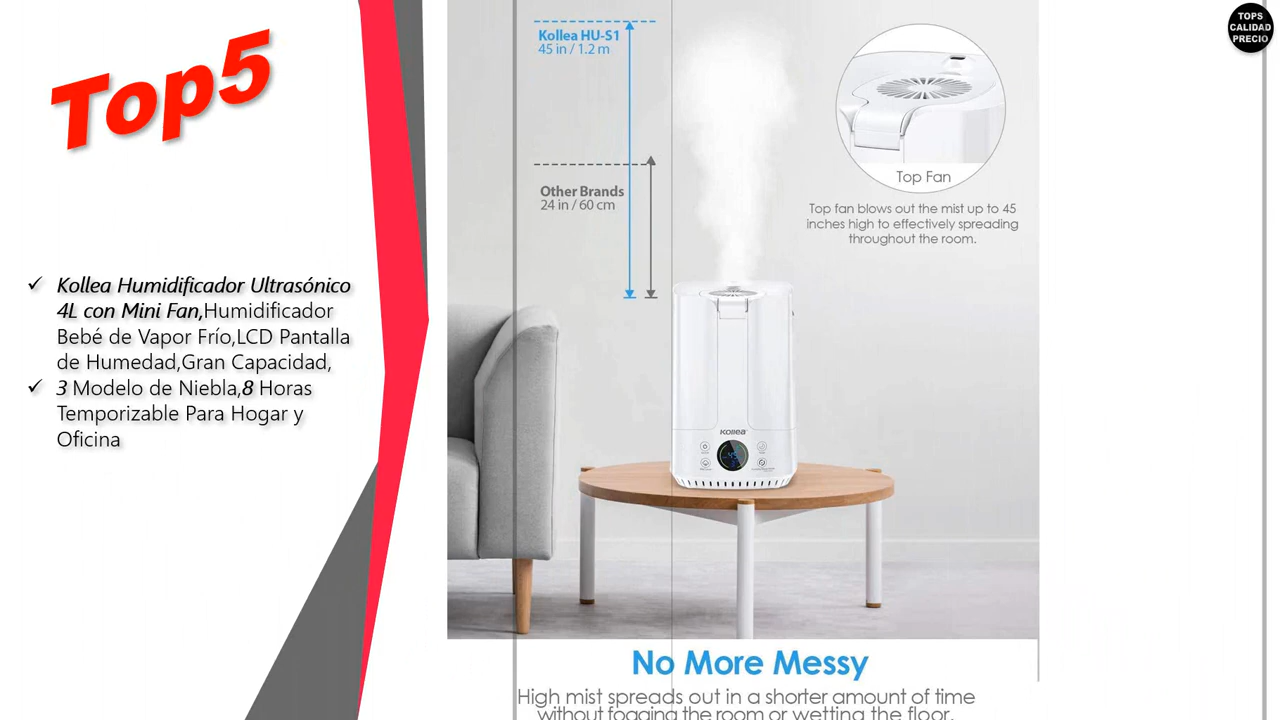 Top5
TOPS
CALIDAD
PRECIO
Kollea Humidificador Ultrasónico
4L con Mini Fan,Humidificador
Bebé de Vapor Frío,LCD Pantalla
de Humedad,Gran Capacidad,
3 Modelo de Niebla,8 Horas
Temporizable Para Hogar y
Oficina
Kollea HU-S1
45 in / 1.2 m
Other Brands
24 in / 60 cm
Top Fan
Top fan blows out the mist up to 45
inches high to effectively spreading
throughout the room.
Kollea
No More Messy
High mist spreads out in a shorter amount of time
without fogging the room or wetting the floor.